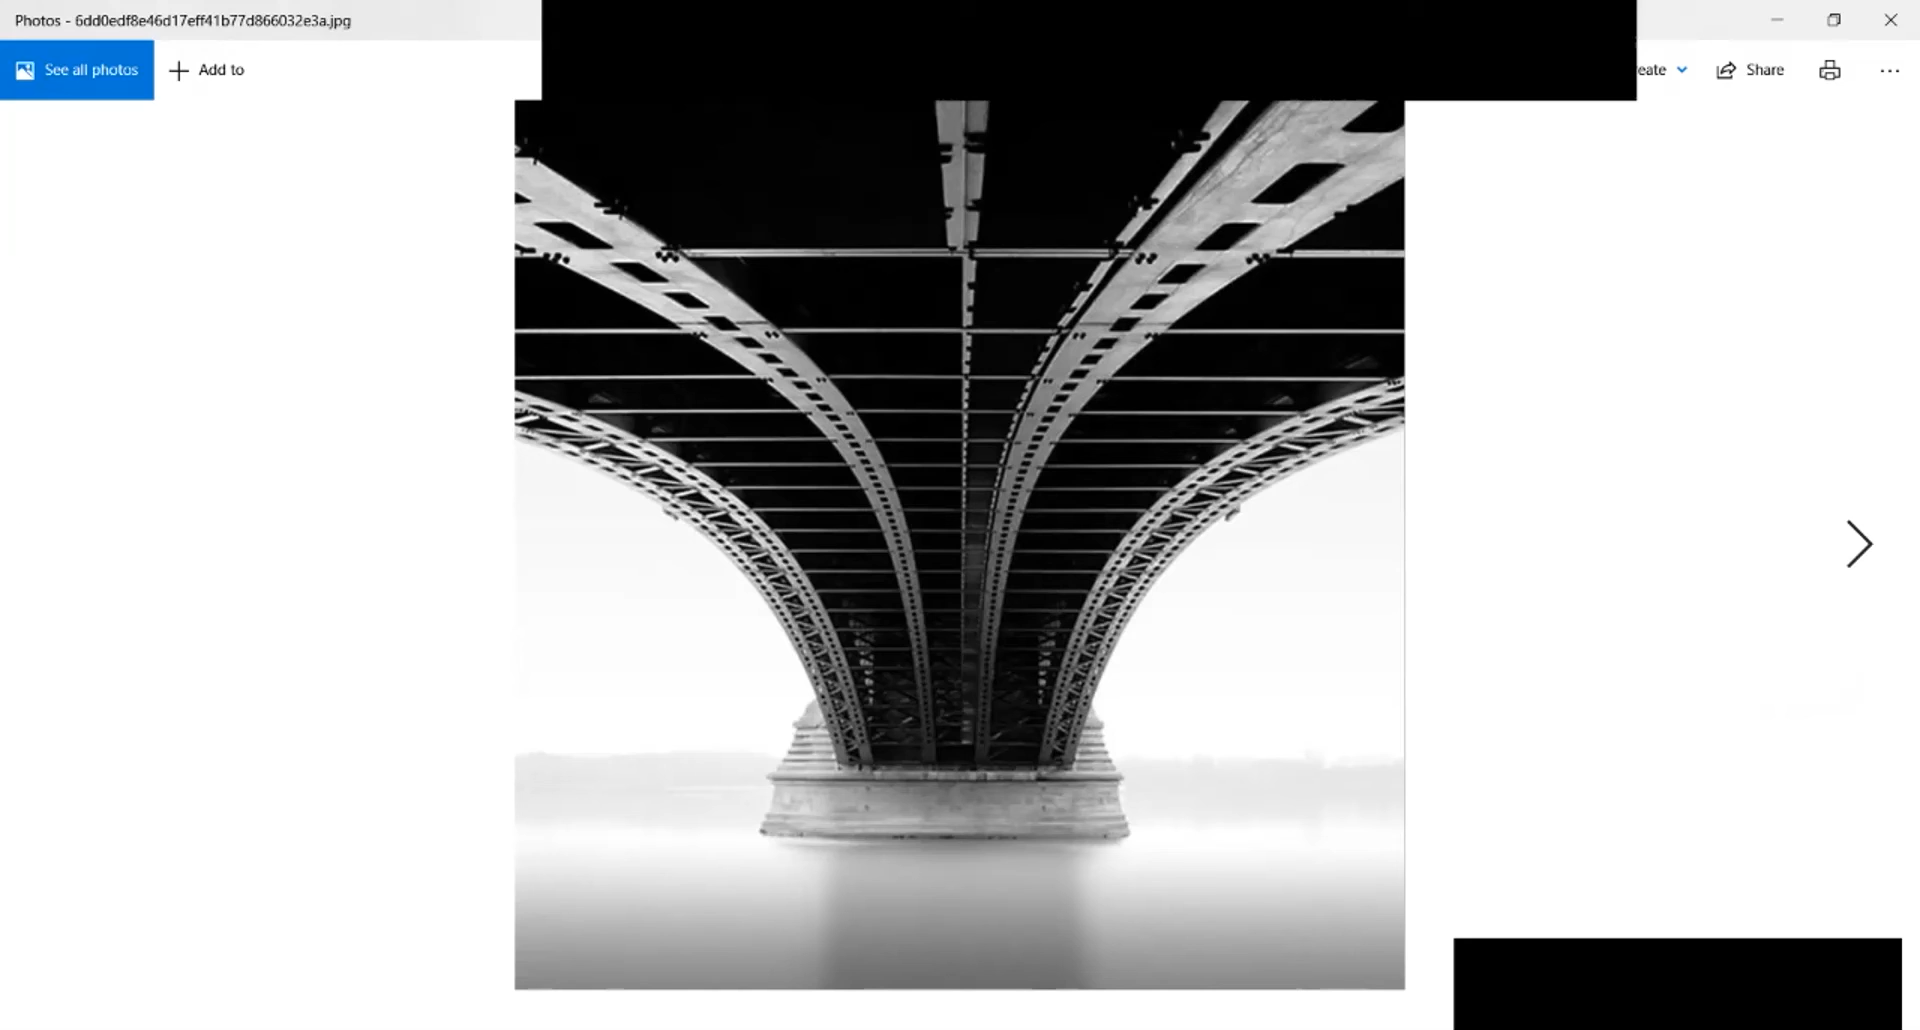 Photos - 6dd0edf8e46d17eff41b77d866032e3a.jpg
See all photos
Add to
eate
Share